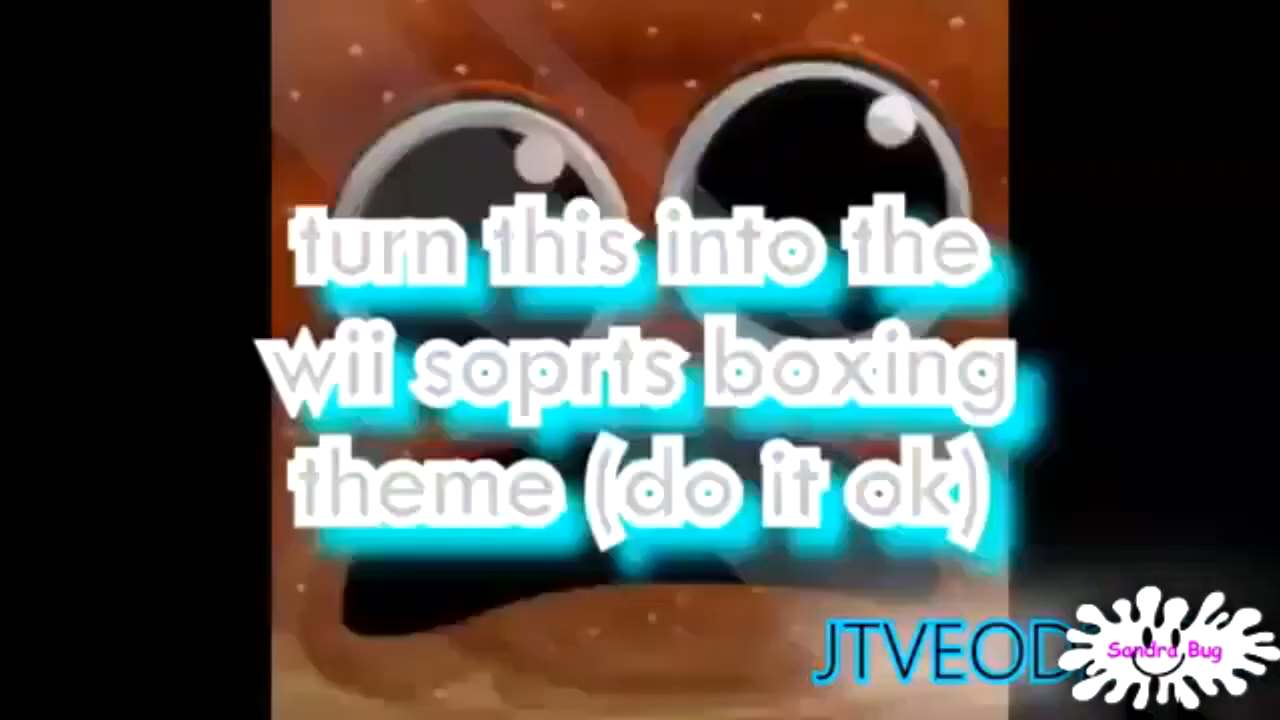 turn this into the
wii soprts boxing
theme (do it ok)
JTVEOD
Sandra Bug